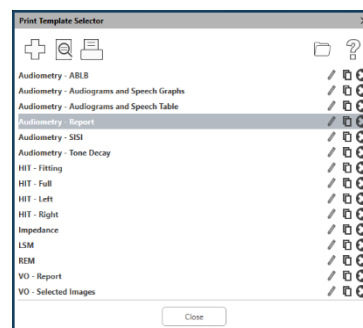 Print Template Selector
Audiometry - ABLB
Audiometry - Audiograms and Speech Graphs
Audiometry - Audiograms and Speech Table
Audiometry - Report
Audiometry - SISI
Audiometry - Tone Decay
HIT - Fitting
HIT - Full
HIT - Left
HIT - Right
Impedance
LSM
REM
VO - Report
VO - Selected Images
Close